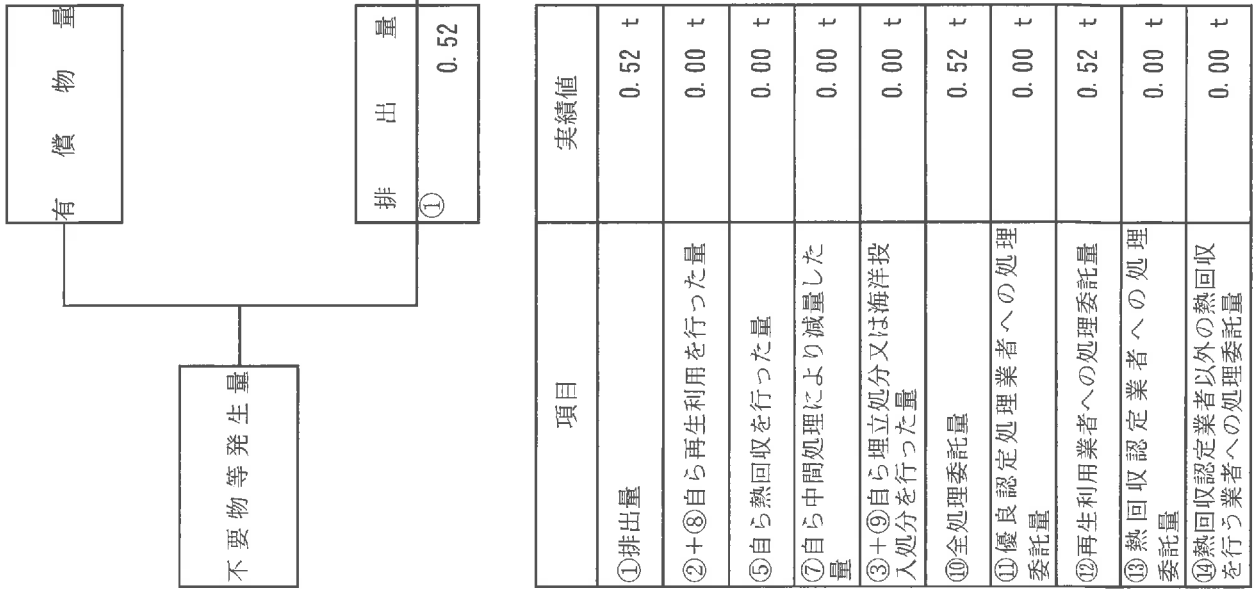 不要物等発生量
有償物量
排出量
① 0.52
項目 実績値
①排出量 0.52 t
②+⑧自ら再生利用を行った量 0.00 t
⑤自ら熱回収を行った量 0.00 t
⑦自ら中間処理により減量した
量 0.00 t
③+⑨自ら埋立処分又は海洋投
入処分を行った量 0.00 t
⑩全処理委託量 0.52 t
⑪優良認定処理業者への処理
委託量 0.00 t
⑫再生利用業者への処理委託量 0.52 t
⑬熱回収認定業者への処理
委託量 0.00 t
⑭熱回収認定業者以外の熱回収
を行う業者への処理委託量 0.00 t